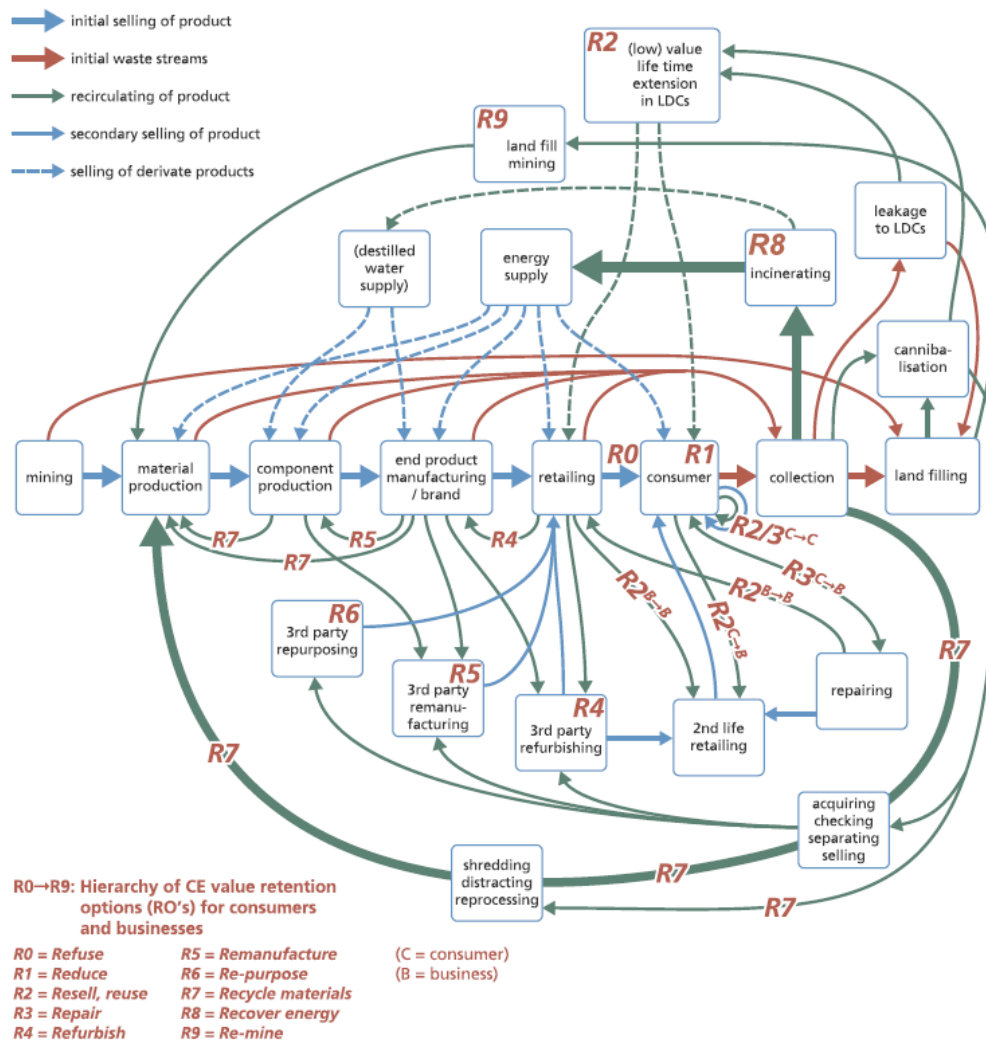 initial selling of product
initial waste streams
recirculating of product
secondary selling of product
selling of derivate products
R2 (low) value
life time
extension
in LDCs
R9
land fill
mining
leakage
to LDCs
(destilled
water
supply)
energy
supply
R8
incinerating
canniba-
lisation
mining
material
production
component
production
end product
manufacturing
/ brand
retailing
R0
R1
consumer
collection
land filling
R7
R7
R5
R4
R2/3 C→C
R3 C→B
R2 B→B
R2 B→B
R2 C→B
R6
3rd party
repurposing
R5
3rd party
remanu-
facturing
R4
3rd party
refurbishing
2nd life
retailing
repairing
R7
R7
acquiring
checking
separating
selling
shredding
distracting
reprocessing
R7
R7
R0→R9: Hierarchy of CE value retention
options (RO's) for consumers
and businesses
R0 = Refuse
R1 = Reduce
R2 = Resell, reuse
R3 = Repair
R4 = Refurbish
R5 = Remanufacture
R6 = Re-purpose
R7 = Recycle materials
R8 = Recover energy
R9 = Re-mine
(C = consumer)
(B = business)